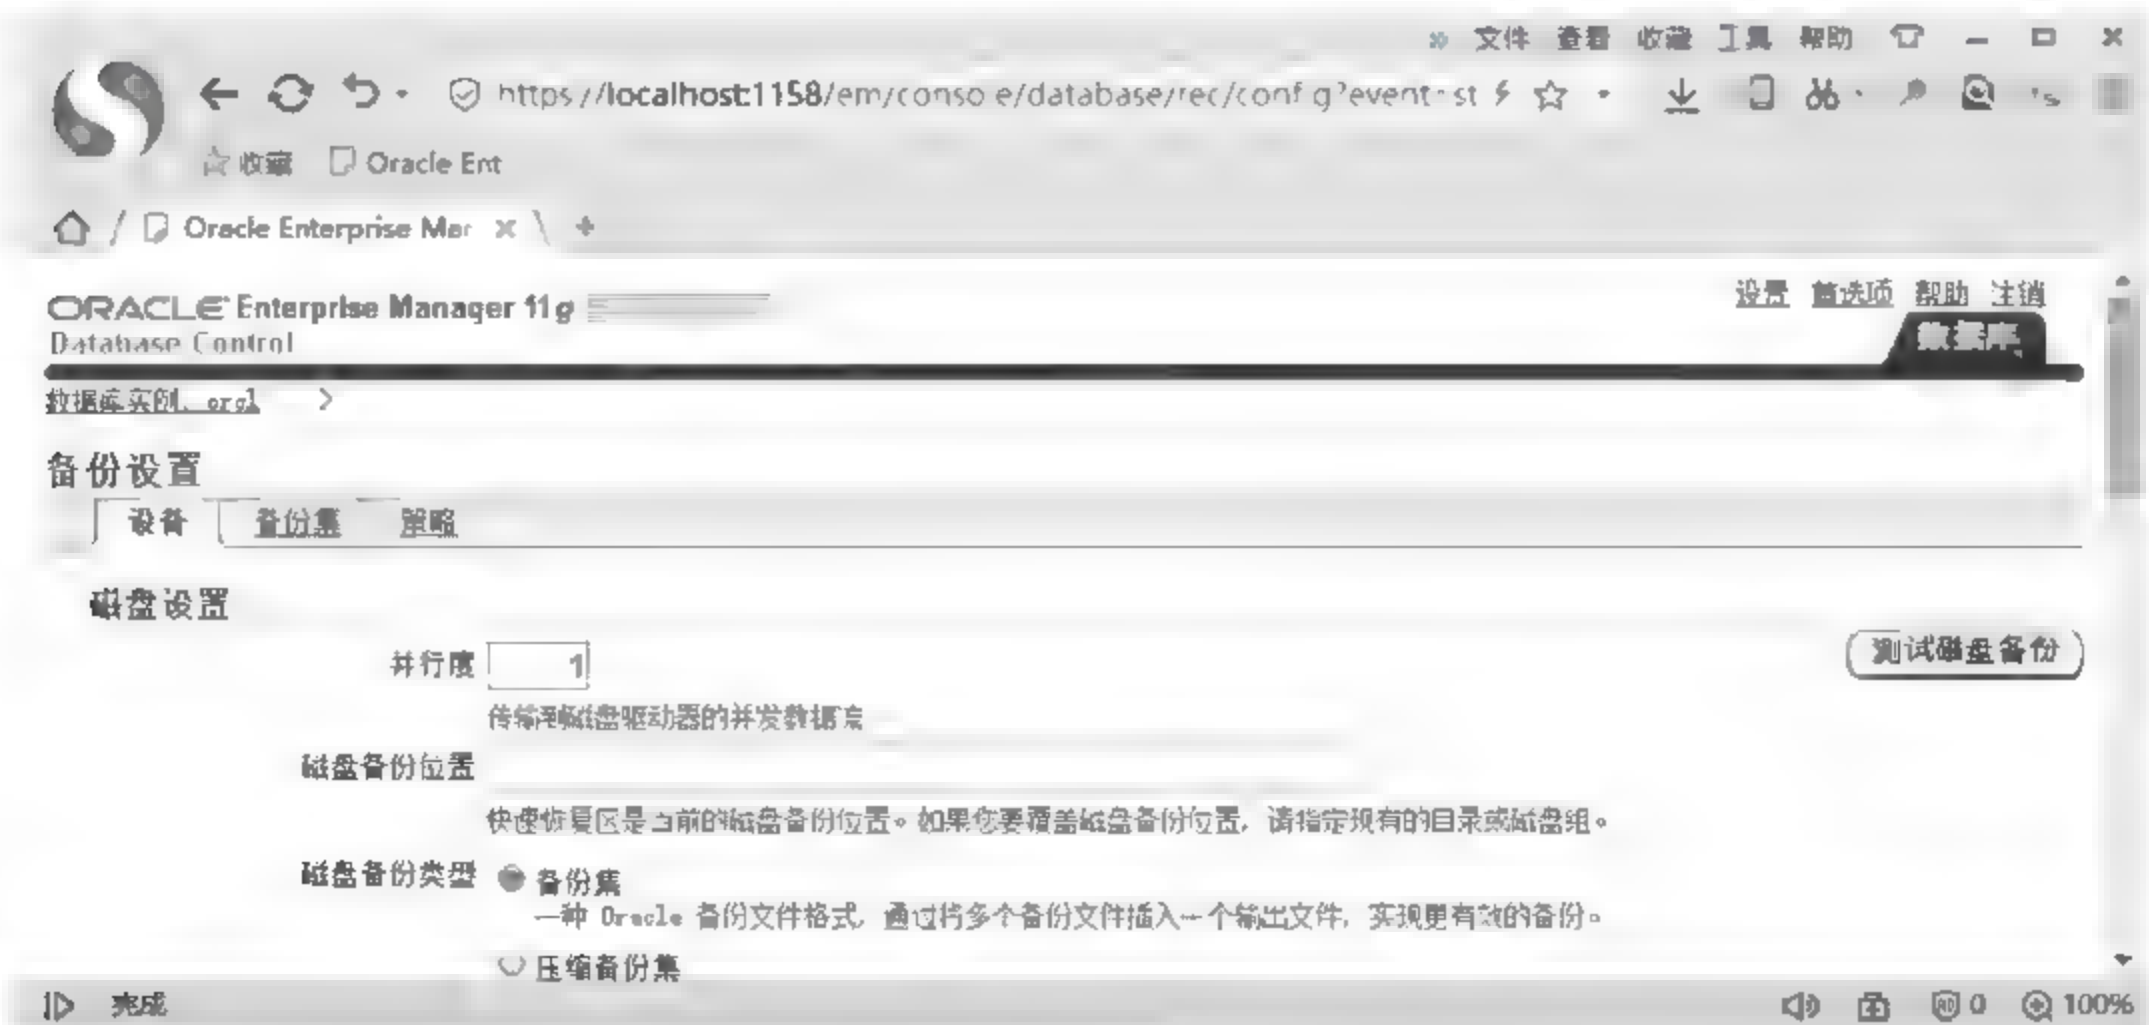 文件 查看 收藏 工具 帮助
https://localhost:1158/em/console/database/rec/config?event=st
收藏 Oracle Ent
Oracle Enterprise Mar
设置 首选项 帮助 注销
ORACLE Enterprise Manager 11g
Database Control
数据库
数据库实例: orcl >
备份设置
设备 备份集 策略
磁盘设置
并行度 1
测试磁盘备份
传输到磁盘驱动器的并发数据流
磁盘备份位置
快速恢复区是当前的磁盘备份位置。如果您要覆盖磁盘备份位置, 请指定现有的目录或磁盘组。
磁盘备份类型 备份集
一种 Oracle 备份文件格式, 通过将多个备份文件插入一个输出文件, 实现更有效的备份。
压缩备份集
完成
0 100%